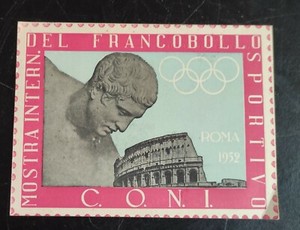 MOSTRA INTERN.
DEL FRANCOBOLLO
SPORTIVO
ROMA
1952
C.O.N.I.